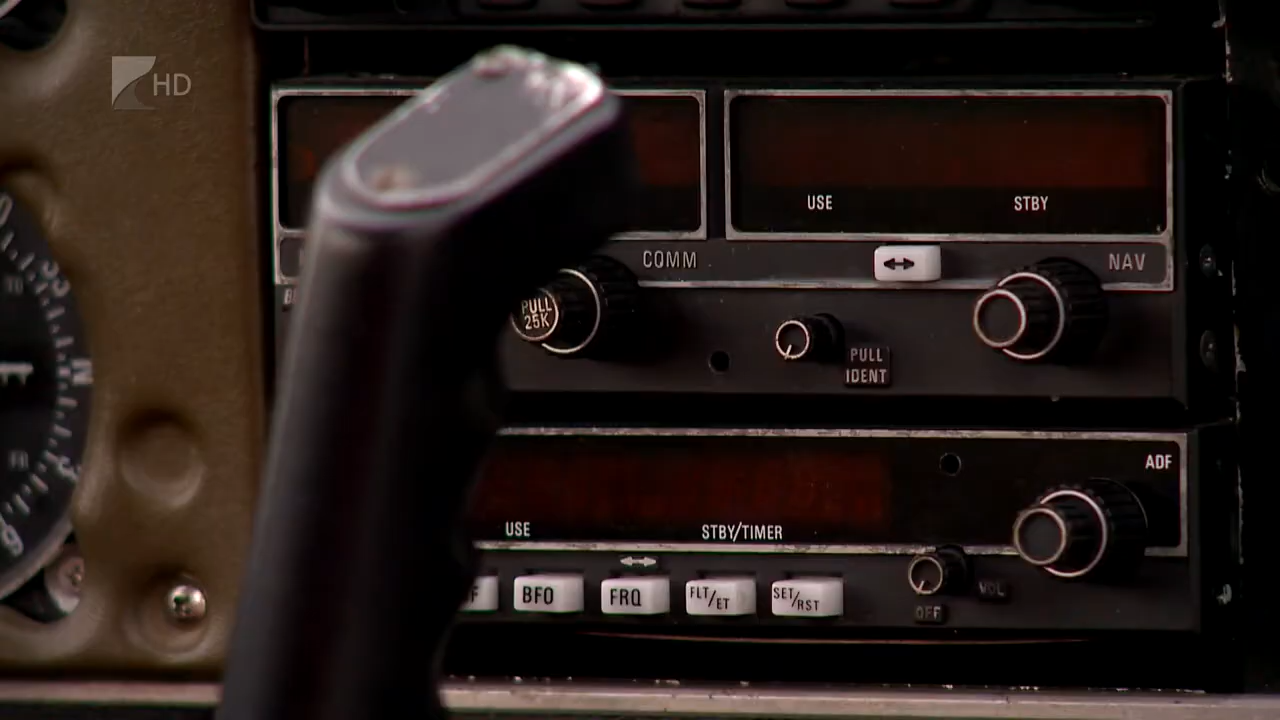 HD
USE
STBY
COMM
NAV
PULL
25K
PULL
IDENT
ADF
USE
STBY/TIMER
BFO
FRQ
FLT/ET
SET/RST
VOL
OFF